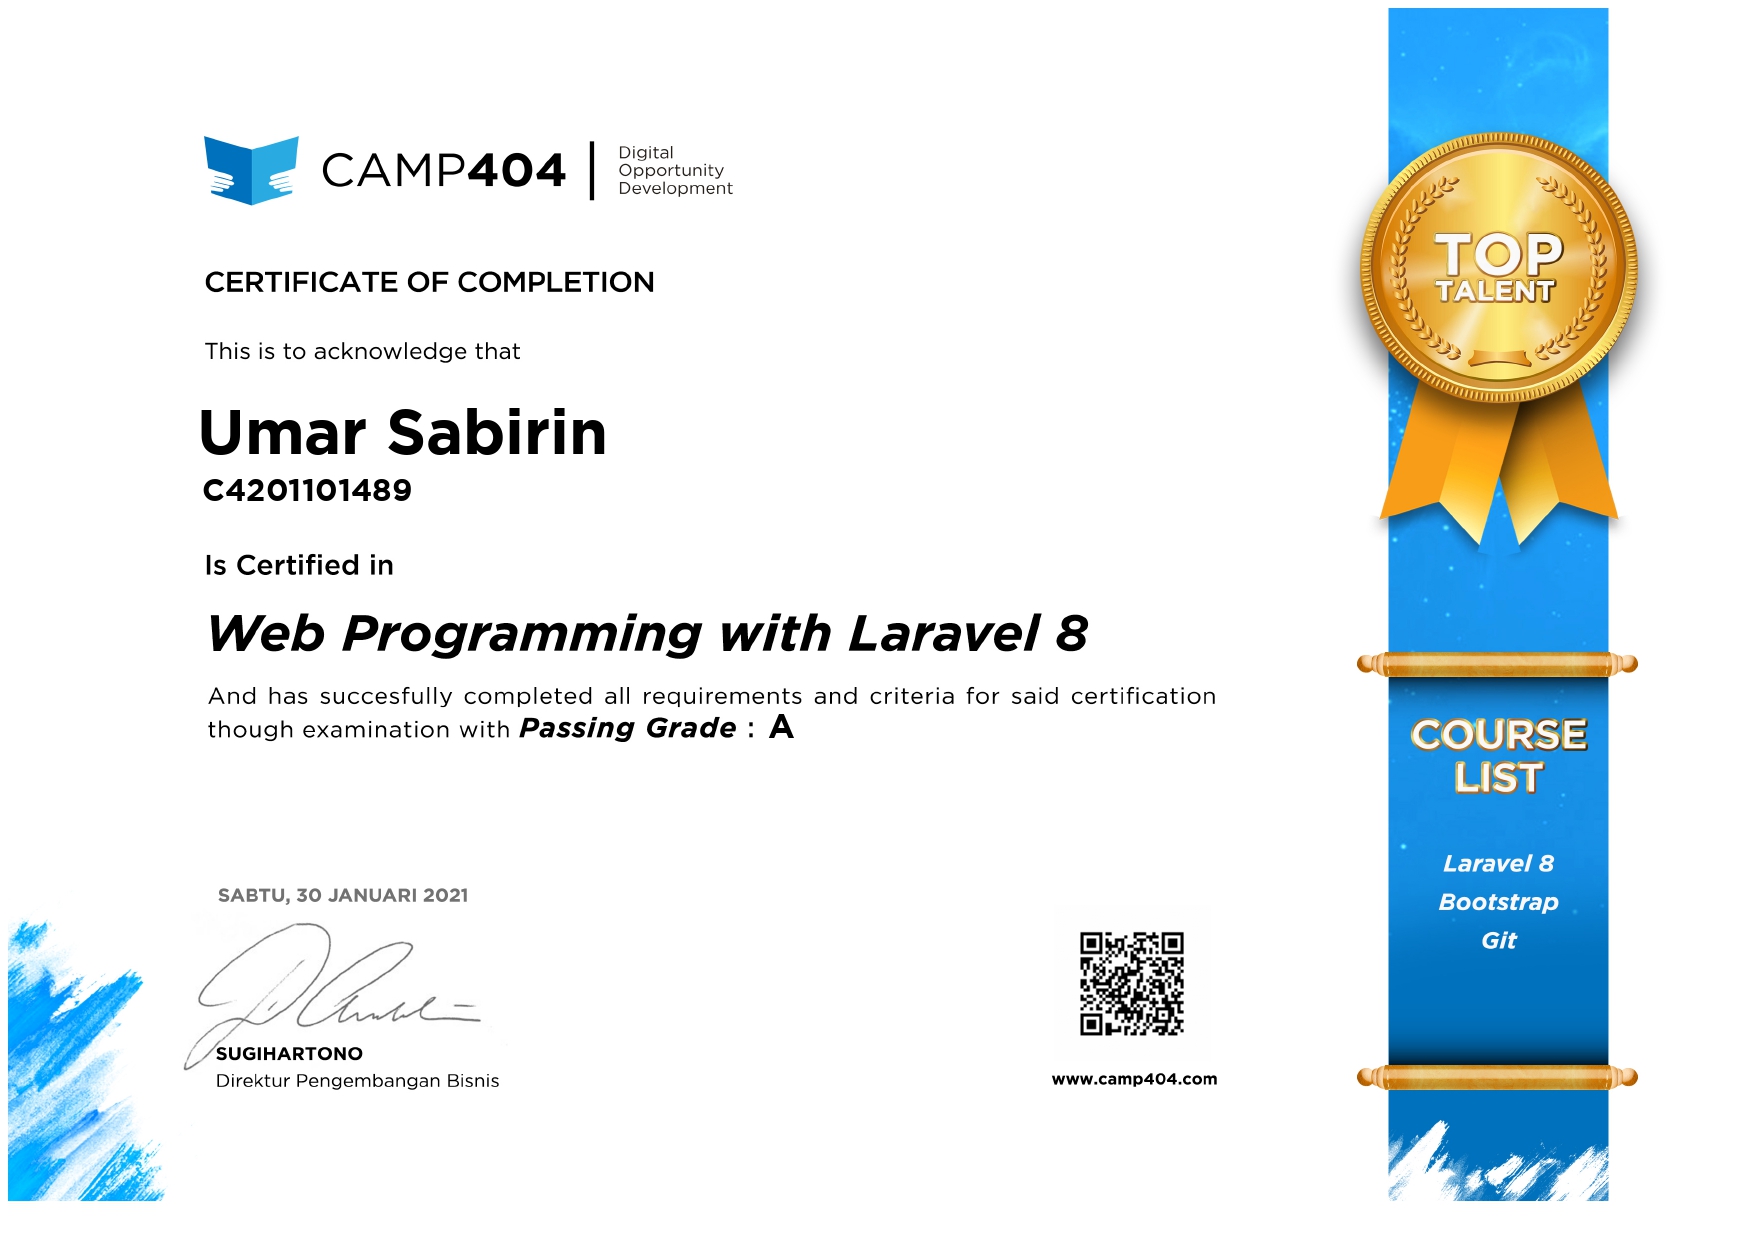 CAMP404
Digital
Opportunity
Development
CERTIFICATE OF COMPLETION
This is to acknowledge that
Umar Sabirin
C4201101489
Is Certified in
Web Programming with Laravel 8
And has succesfully completed all requirements and criteria for said certification
though examination with Passing Grade : A
SABTU, 30 JANUARI 2021
SUGIHARTONO
Direktur Pengembangan Bisnis
www.camp404.com
TOP
TALENT
COURSE
LIST
Laravel 8
Bootstrap
Git